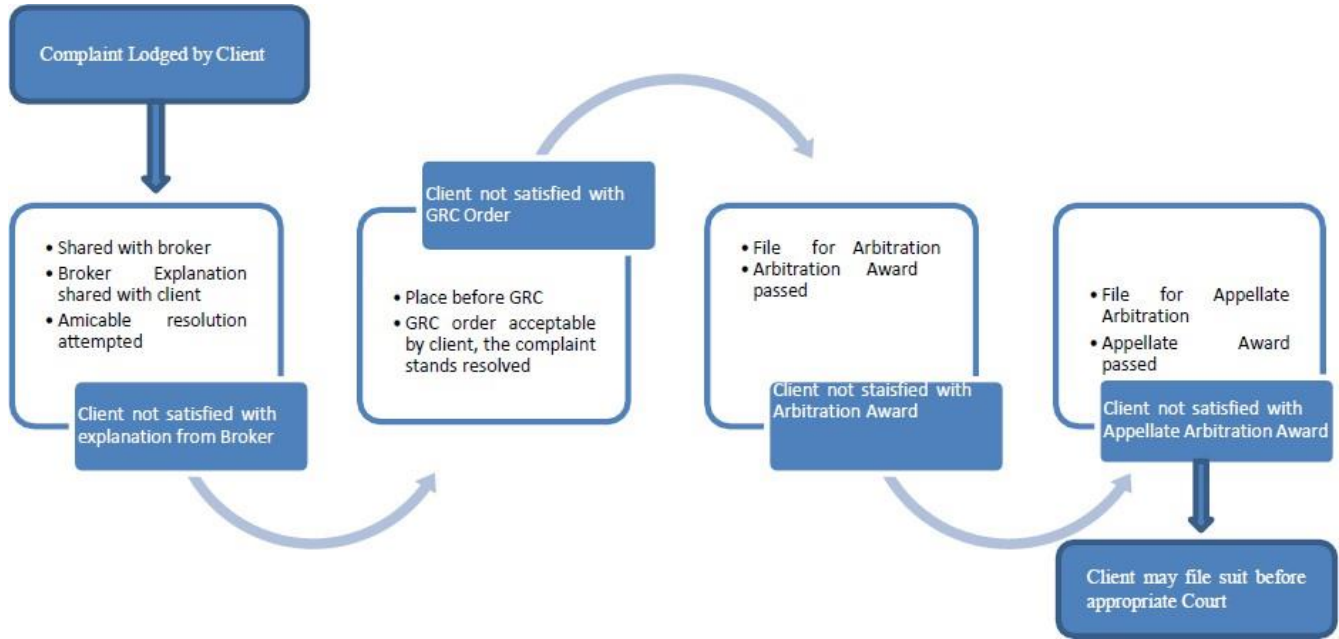 Complaint Lodged by Client
• Shared with broker
• Broker Explanation
shared with client
• Amicable resolution
attempted
Client not satisfied with
explanation from Broker
Client not satisfied with
GRC Order
• Place before GRC
• GRC order acceptable
by client, the complaint
stands resolved
• File for Arbitration
• Arbitration Award
passed
Client not staisfied with
Arbitration Award
• File for Appellate
Arbitration
• Appellate Award
passed
Client not satisfied with
Appellate Arbitration Award
Client may file suit before
appropriate Court